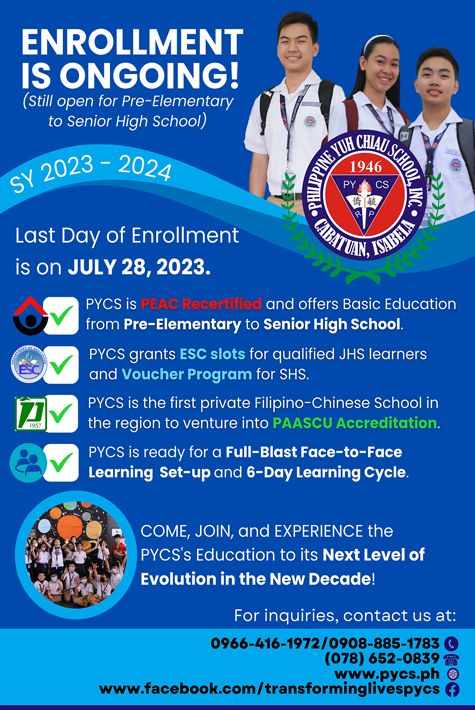 ENROLLMENT
IS ONGOING!
(Still open for Pre-Elementary
to Senior High School)
SY 2023 - 2024
PHILIPPINE YUH CHIAU SCHOOL, INC.
1946
PY CS
CABATUAN, ISABELA
Last Day of Enrollment
is on JULY 28, 2023.
PYCS is PEAC Recertified and offers Basic Education
from Pre-Elementary to Senior High School.
ESC
PYCS grants ESC slots for qualified JHS learners
and Voucher Program for SHS.
1957
PYCS is the first private Filipino-Chinese School in
the region to venture into PAASCU Accreditation.
PYCS is ready for a Full-Blast Face-to-Face
Learning Set-up and 6-Day Learning Cycle.
COME, JOIN, and EXPERIENCE the
PYCS's Education to its Next Level of
Evolution in the New Decade!
For inquiries, contact us at:
0966-416-1972/0908-885-1783
(078) 652-0839
www.pycs.ph
www.facebook.com/transforminglivespycs